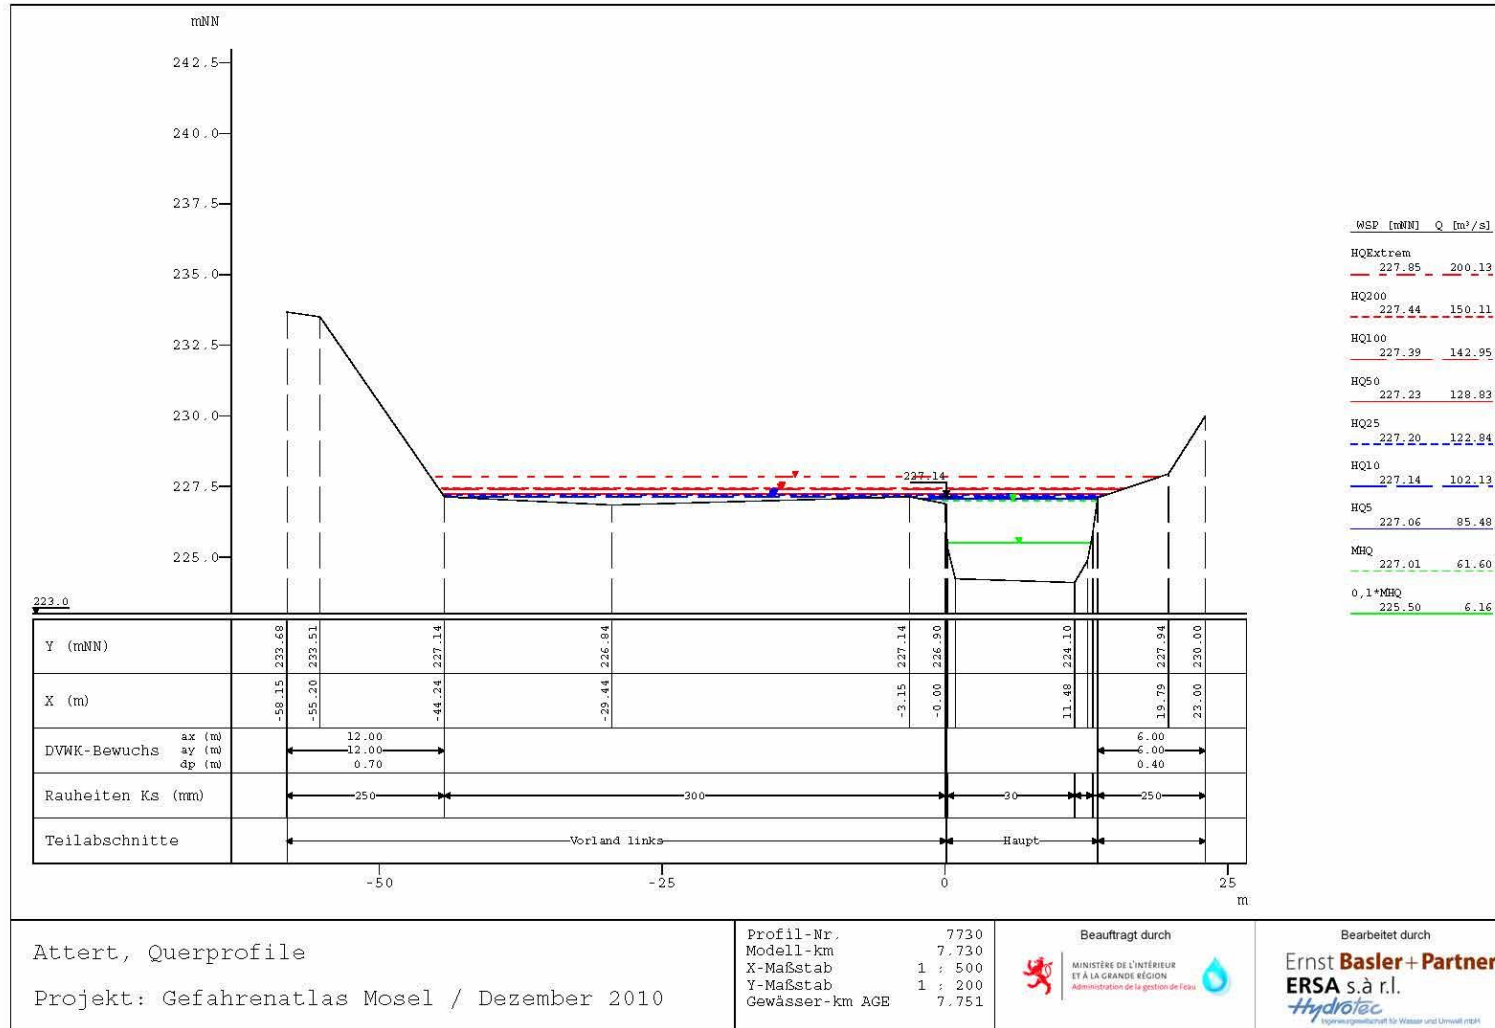 mNN
242.5
240.0
237.5
235.0
232.5
230.0
227.5
225.0
223.0
227.14
WSP [mNN] Q [m³/s]
HQExtrem
227.85 200.13
HQ200
227.44 150.11
HQ100
227.39 142.95
HQ50
227.23 128.83
HQ25
227.20 122.84
HQ10
227.14 102.13
HQ5
227.06 85.48
MHQ
227.01 61.60
0,1*MHQ
225.50 6.16
Y (mNN) 233.68 233.51 227.14 226.84 227.14 226.90 224.10 227.94 230.00
X (m) -58.15 -55.20 -44.24 -29.44 -3.15 -0.00 11.48 19.79 23.00
DVWK-Bewuchs
ax (m) 12.00 6.00
ay (m) 12.00 6.00
dp (m) 0.70 0.40
Rauheiten Ks (mm) 250 300 30 250
Teilabschnitte Vorland links Haupt
-50 -25 0 25
m
Attert, Querprofile
Projekt: Gefahrenatlas Mosel / Dezember 2010
Profil-Nr. 7730
Modell-km 7.730
X-Maßstab 1 : 500
Y-Maßstab 1 : 200
Gewässer-km AGE 7.751
Beauftragt durch
MINISTÈRE DE L'INTÉRIEUR
ET À LA GRANDE RÉGION
Administration de la gestion de l'eau
Bearbeitet durch
Ernst Basler + Partner
ERSA s.à r.l.
Hydrotec
Ingenieurgesellschaft für Wasser und Umwelt mbH